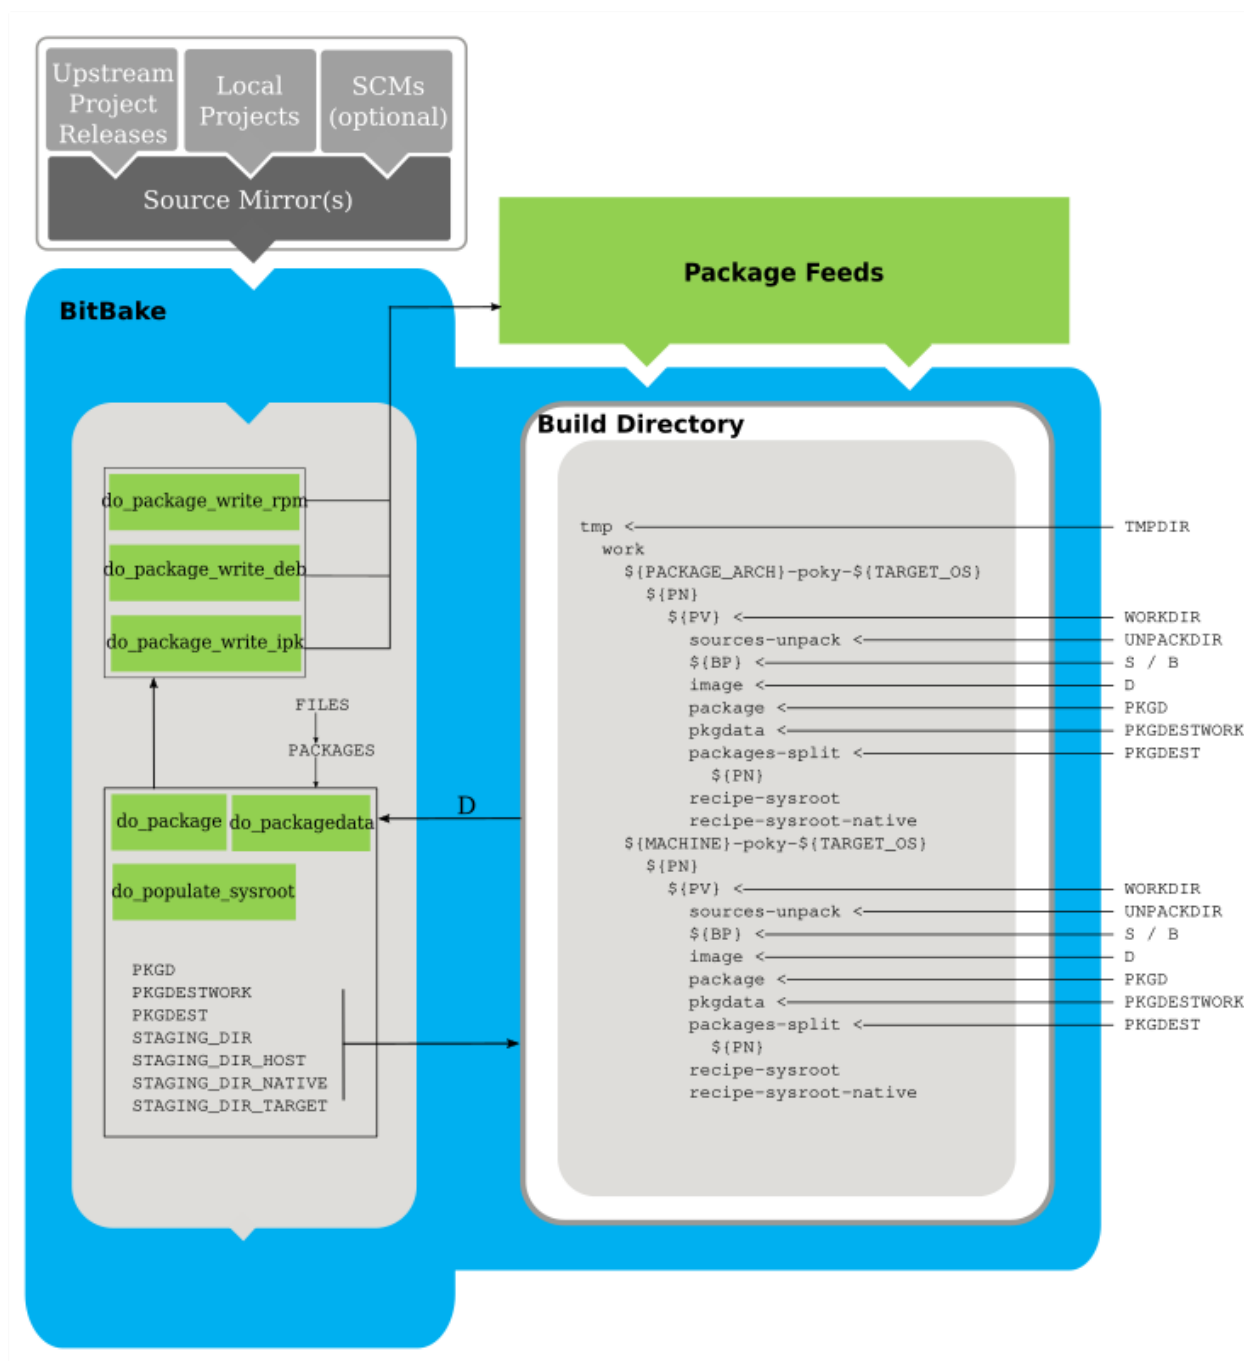 Upstream
Project
Releases
Local
Projects
SCMs
(optional)
Source Mirror(s)
Package Feeds
BitBake
do_package_write_rpm
do_package_write_deb
do_package_write_ipk
FILES
PACKAGES
do_package
do_packagedata
do_populate_sysroot
PKGD
PKGDESTWORK
PKGDEST
STAGING_DIR
STAGING_DIR_HOST
STAGING_DIR_NATIVE
STAGING_DIR_TARGET
D
Build Directory
tmp < TMPDIR
work
${PACKAGE_ARCH}-poky-${TARGET_OS}
${PN}
${PV} < WORKDIR
sources-unpack < UNPACKDIR
${BP} < S / B
image < D
package < PKGD
pkgdata < PKGDESTWORK
packages-split < PKGDEST
${PN}
recipe-sysroot
recipe-sysroot-native
${MACHINE}-poky-${TARGET_OS}
${PN}
${PV} < WORKDIR
sources-unpack < UNPACKDIR
${BP} < S / B
image < D
package < PKGD
pkgdata < PKGDESTWORK
packages-split < PKGDEST
${PN}
recipe-sysroot
recipe-sysroot-native